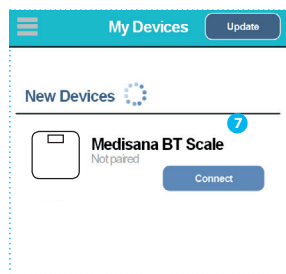 My Devices Update
New Devices
7
Medisana BT Scale
Not paired
Connect